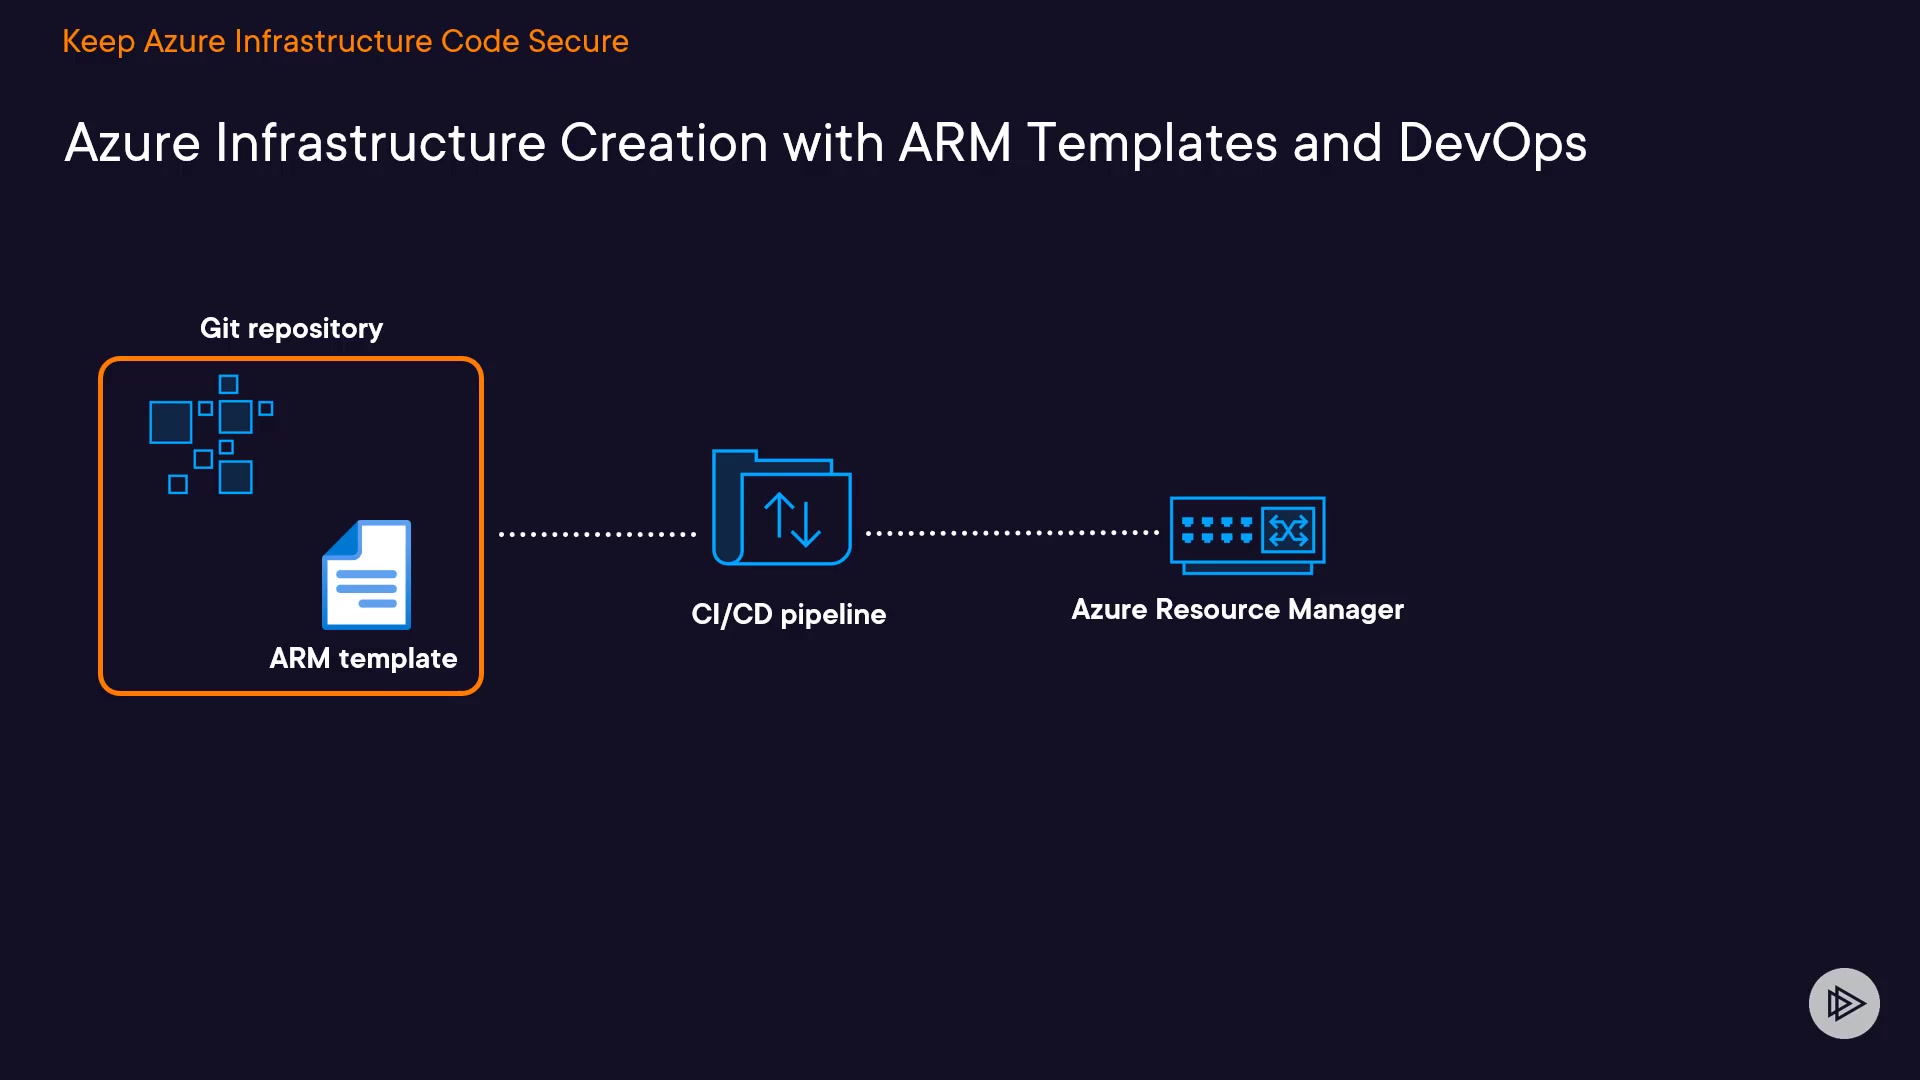 Keep Azure Infrastructure Code Secure
Azure Infrastructure Creation with ARM Templates and DevOps
Git repository
ARM template
CI/CD pipeline
Azure Resource Manager